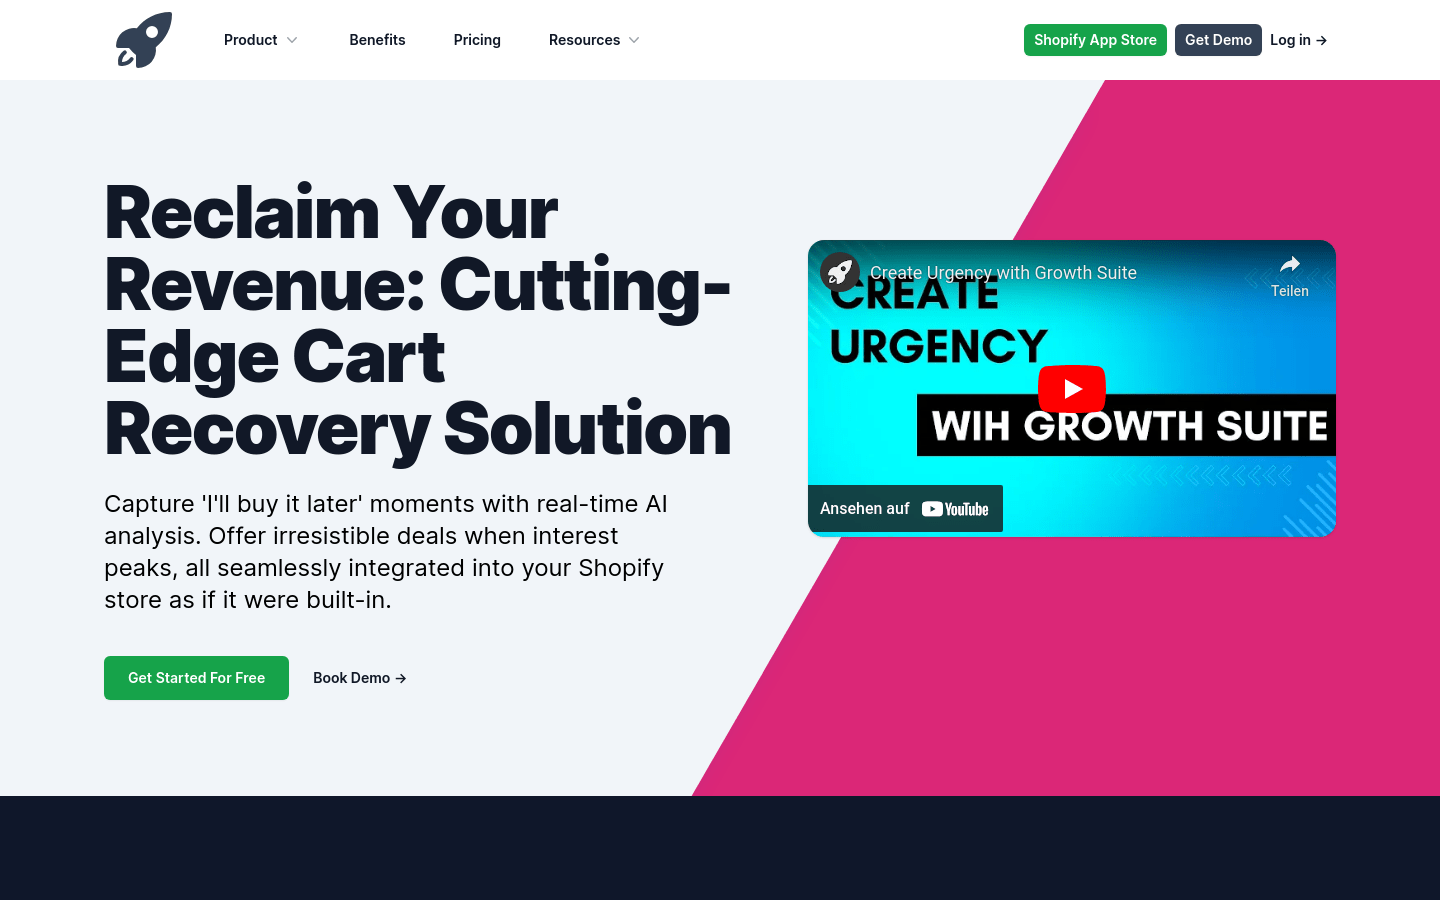 Product
Benefits
Pricing
Resources
Shopify App Store
Get Demo
Log in →
Reclaim Your
Revenue: Cutting-
Edge Cart
Recovery Solution
Capture 'I'll buy it later' moments with real-time AI
analysis. Offer irresistible deals when interest
peaks, all seamlessly integrated into your Shopify
store as if it were built-in.
Get Started For Free
Book Demo →
Create Urgency with Growth Suite
Teilen
CREATE
URGENCY
WIH GROWTH SUITE
Ansehen auf YouTube